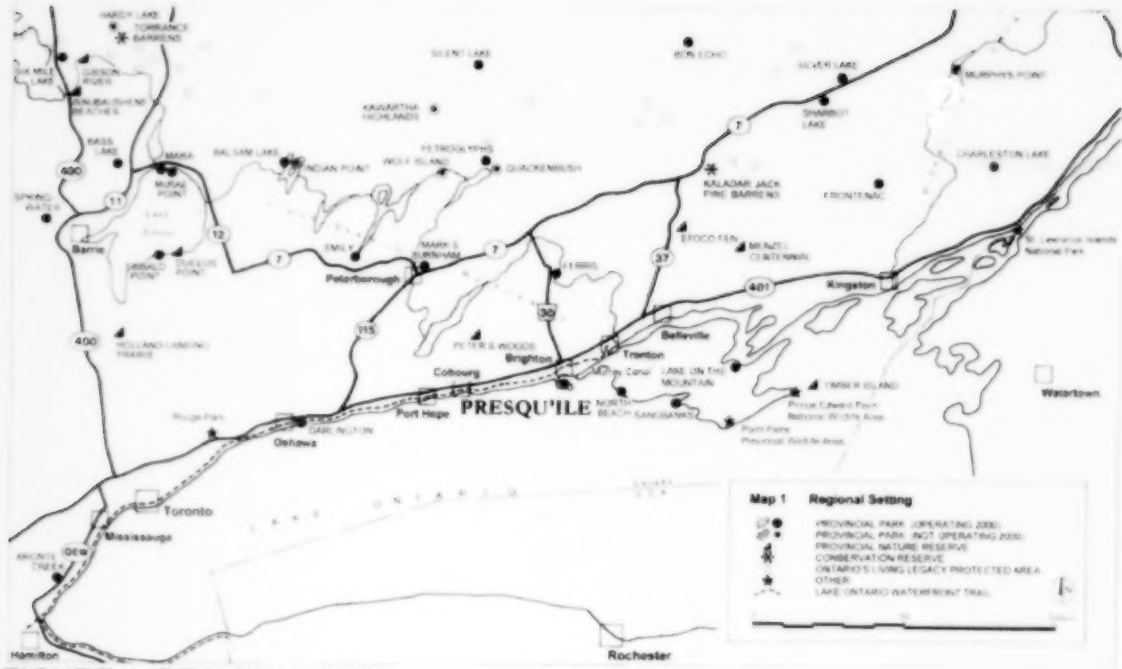 HARDY LAKE
TORRANCE
BARRENS
SIX MILE
LAKE
GIBSON
RIVER
WAUBAUSHENE
BEACHES
SILENT LAKE
BON ECHO
SILVER LAKE
SHARBOT
LAKE
MURPHYS POINT
KAWARTHA
HIGHLANDS
BASS
LAKE
MARA
McRAE
POINT
BALSAM LAKE
INDIAN POINT
WOLF ISLAND
PETROGLYPHS
QUACKENBUSH
KALADAR JACK
PINE BARRENS
CHARLESTON LAKE
FRONTENAC
400
11
12
7
7
7
37
401
30
115
400
QEW
SPRING
WATER
Barrie
SIBBALD
POINT
DUCLOS
POINT
EMILY
MARK S
BURNHAM
Peterborough
FERRIS
STOCO FEN
MENZEL
CENTENNIAL
Kingston
St. Lawrence Islands
National Park
HOLLAND LANDING
PRAIRIE
PETER'S WOODS
Brighton
Trenton
Belleville
Murray Canal
LAKE ON THE
MOUNTAIN
Cobourg
Port Hope
PRESQU'ILE
NORTH
BEACH
SANDBANKS
TIMBER ISLAND
Prince Edward Point
National Wildlife Area
Point Petre
Provincial Wildlife Area
Watertown
Rouge Park
DARLINGTON
Oshawa
Toronto
Mississauga
BRONTE
CREEK
Hamilton
LAKE ONTARIO
Rochester
Map 1 Regional Setting
PROVINCIAL PARK (OPERATING 2000)
PROVINCIAL PARK (NOT OPERATING 2000)
PROVINCIAL NATURE RESERVE
CONSERVATION RESERVE
ONTARIO'S LIVING LEGACY PROTECTED AREA
OTHER
LAKE ONTARIO WATERFRONT TRAIL
N